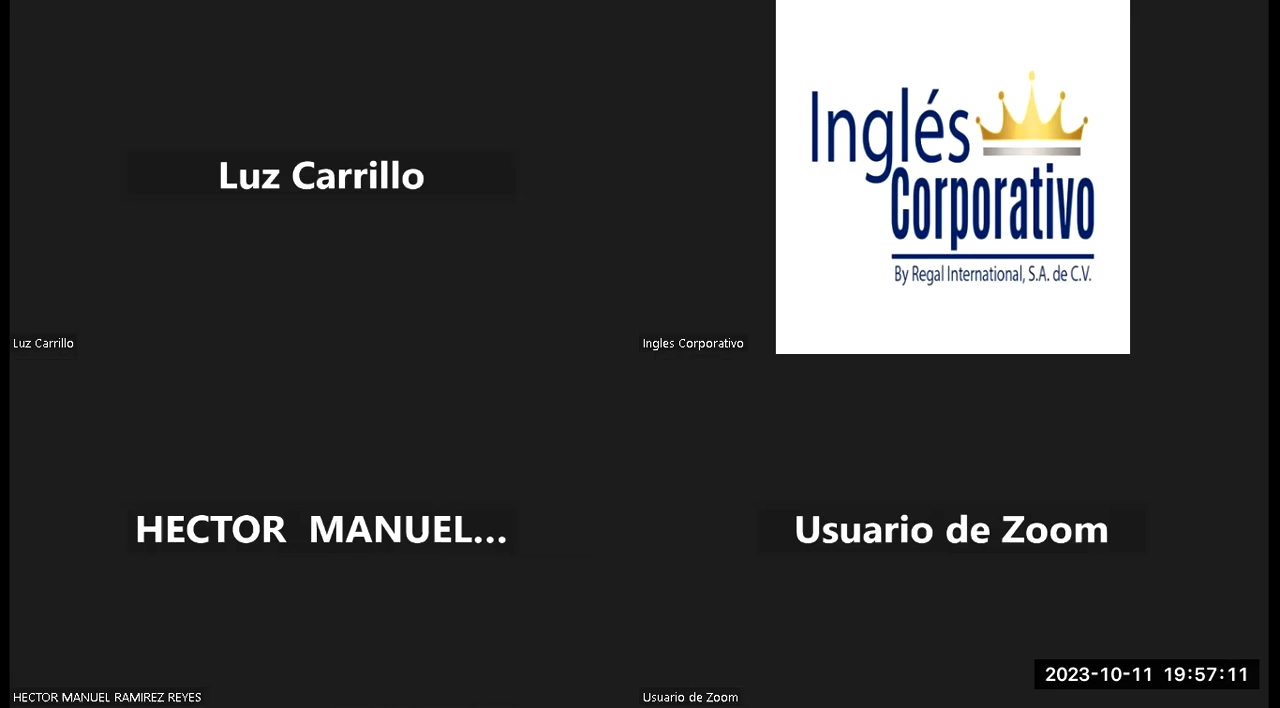 Luz Carrillo
Luz Carrillo
Inglés
Corporativo
By Regal International, S.A. de C.V.
Ingles Corporativo
HECTOR MANUEL...
HECTOR MANUEL RAMIREZ REYES
Usuario de Zoom
Usuario de Zoom
2023-10-11 19:57:11